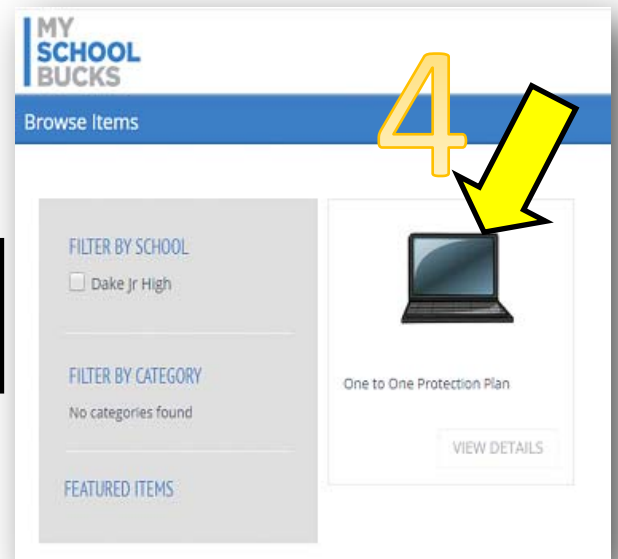 MY
SCHOOL
BUCKS
4
Browse Items
FILTER BY SCHOOL
Dake Jr High
FILTER BY CATEGORY
No categories found
FEATURED ITEMS
One to One Protection Plan
VIEW DETAILS